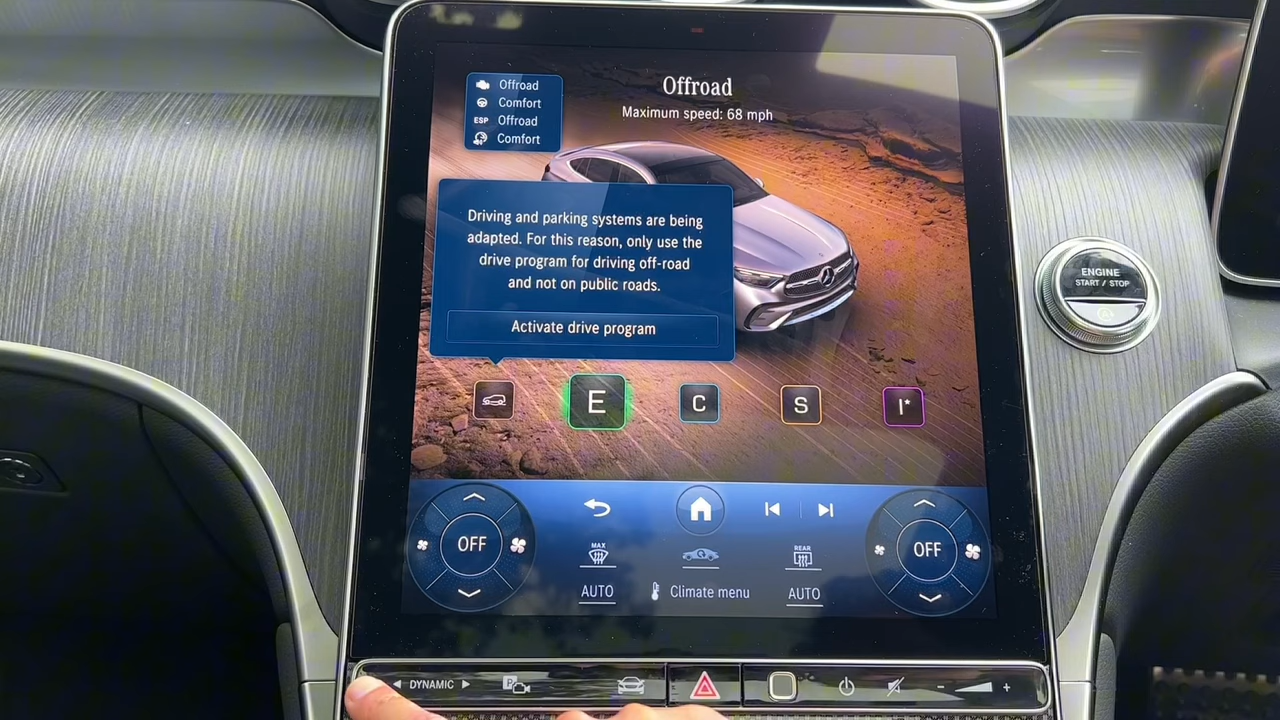 Offroad
Comfort
ESP Offroad
Comfort
Offroad
Maximum speed: 68 mph
Driving and parking systems are being
adapted. For this reason, only use the
drive program for driving off-road
and not on public roads.
Activate drive program
E
C
S
I*
ENGINE
START / STOP
OFF
MAX
REAR
OFF
AUTO
Climate menu
AUTO
DYNAMIC
P
- +